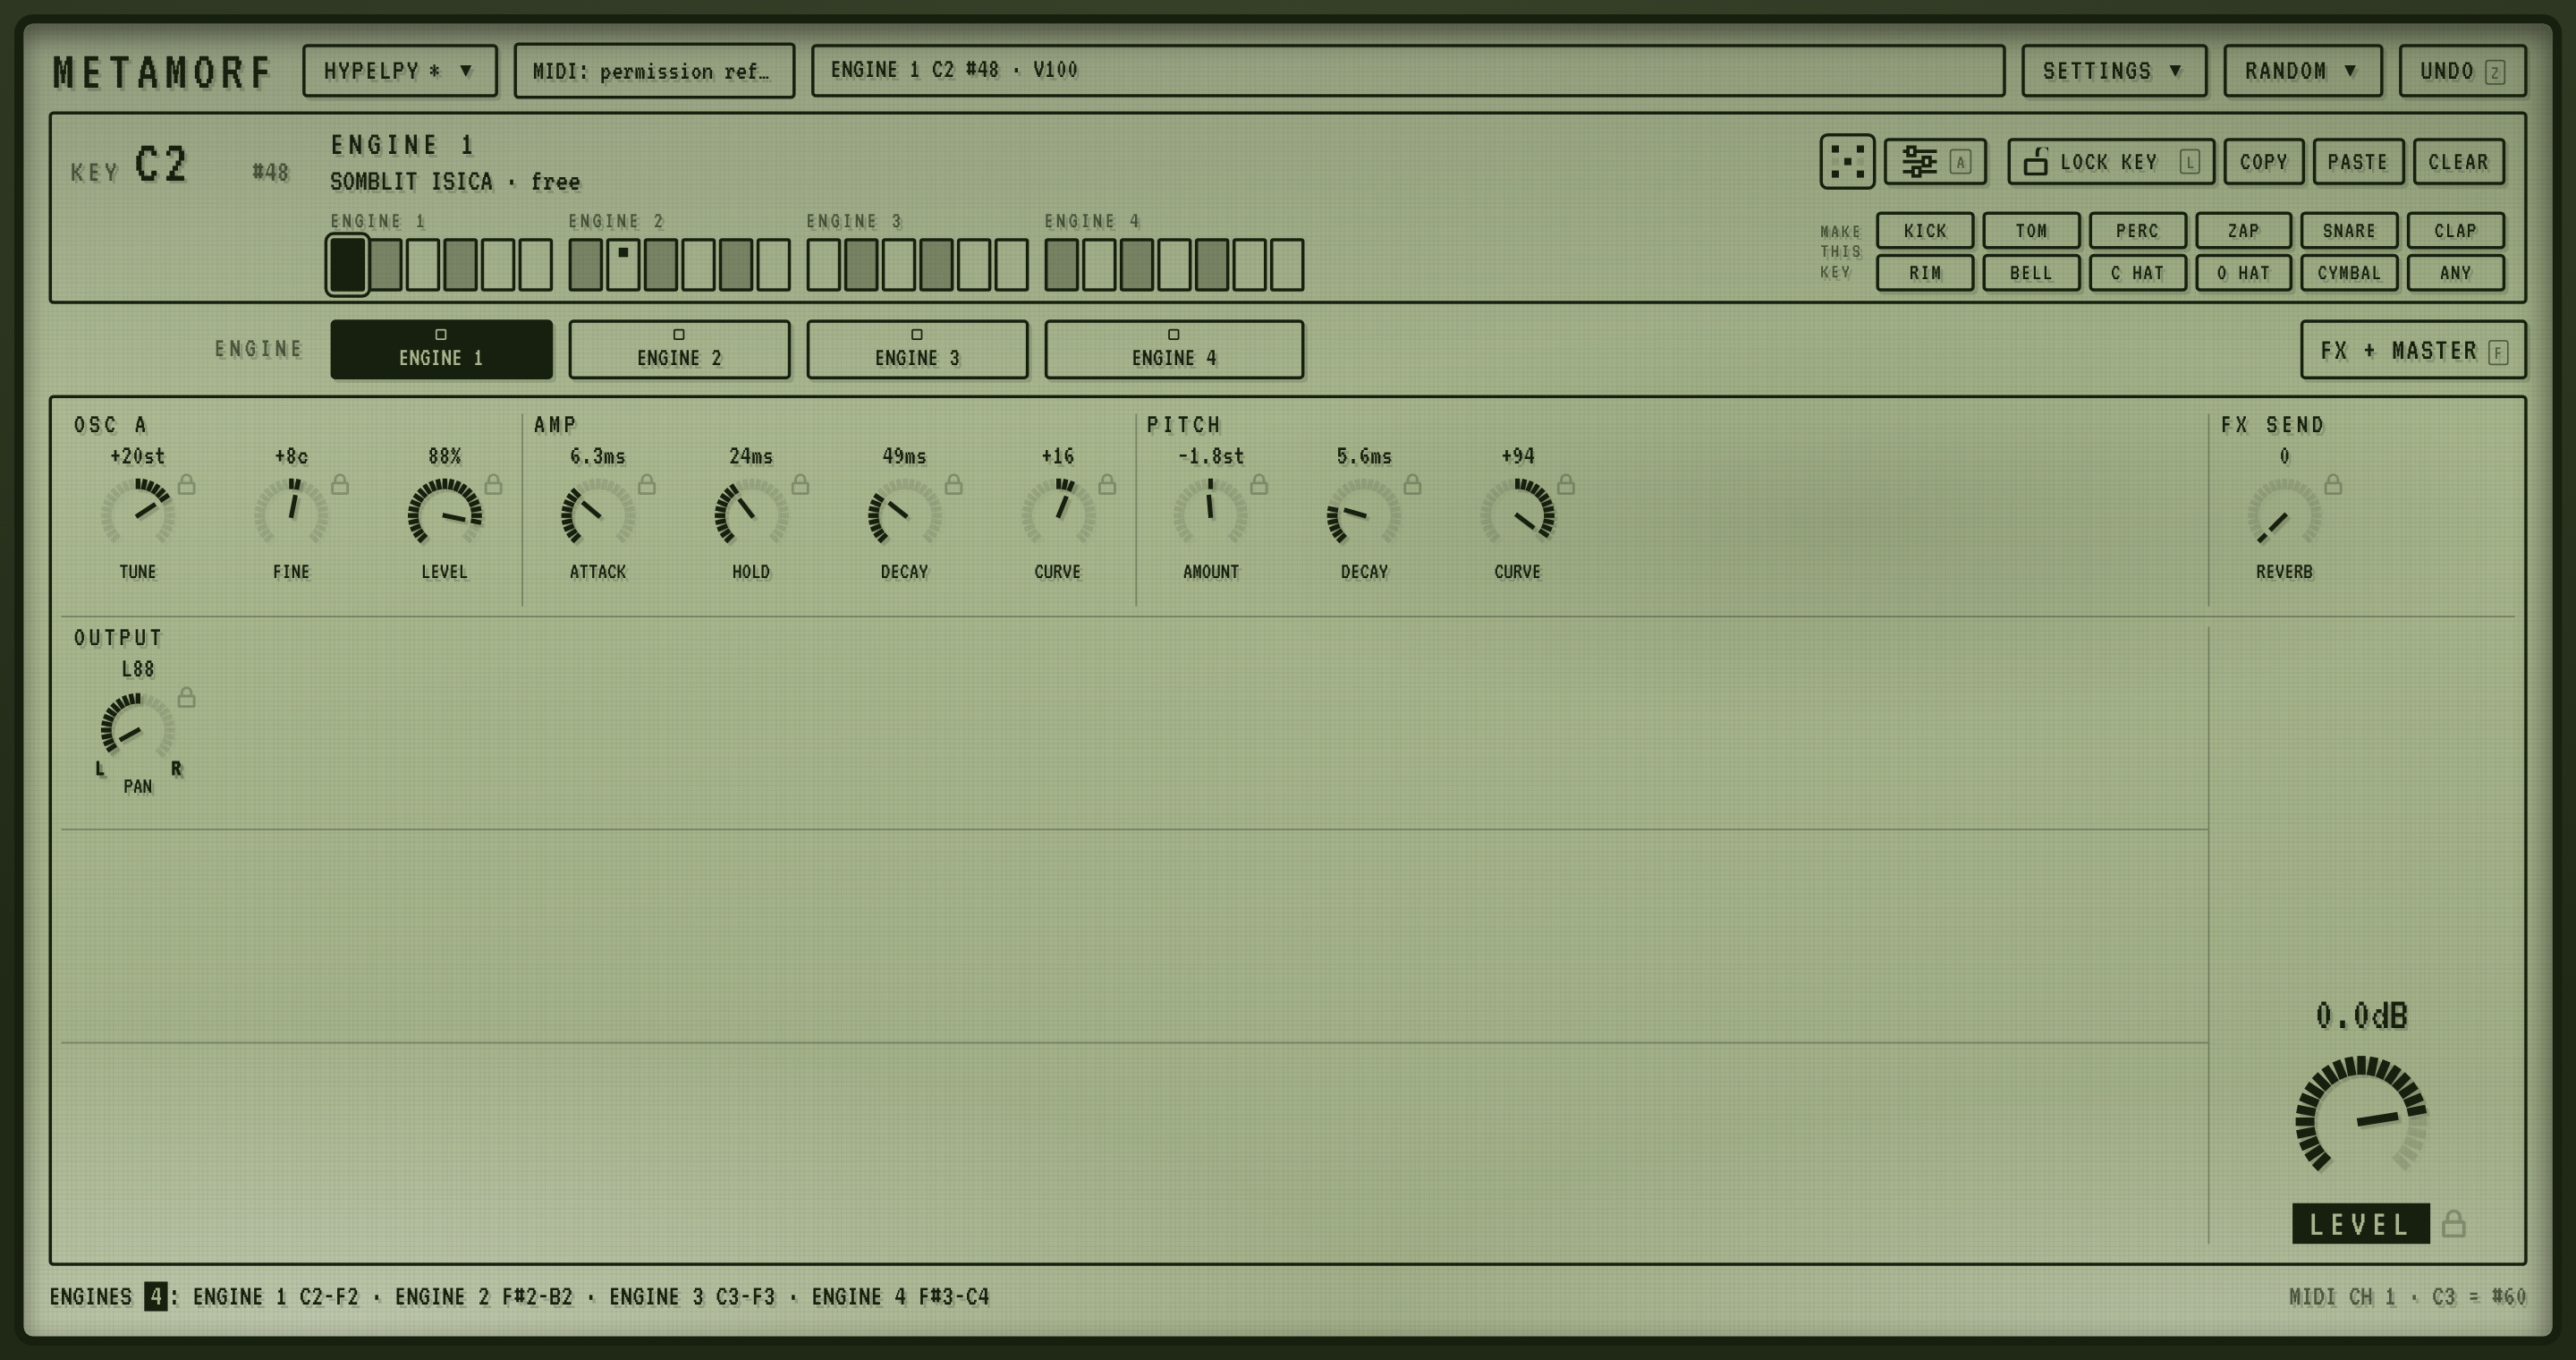 METAMORF
HYPELPY * ▼
MIDI: permission ref…
ENGINE 1 C2 #48 · V100
SETTINGS ▼
RANDOM ▼
UNDO Z
KEY C2 #48
ENGINE 1
SOMBLIT ISICA · free
A
LOCK KEY L
COPY
PASTE
CLEAR
ENGINE 1
ENGINE 2
ENGINE 3
ENGINE 4
MAKE
THIS
KEY
KICK
TOM
PERC
ZAP
SNARE
CLAP
RIM
BELL
C HAT
O HAT
CYMBAL
ANY
ENGINE
ENGINE 1
ENGINE 2
ENGINE 3
ENGINE 4
FX + MASTER F
OSC A
+20st +8c 88%
TUNE FINE LEVEL
AMP
6.3ms 24ms 49ms +16
ATTACK HOLD DECAY CURVE
PITCH
-1.8st 5.6ms +94
AMOUNT DECAY CURVE
FX SEND
0
REVERB
OUTPUT
L88
L R
PAN
0.0dB
LEVEL
ENGINES 4: ENGINE 1 C2-F2 · ENGINE 2 F#2-B2 · ENGINE 3 C3-F3 · ENGINE 4 F#3-C4
MIDI CH 1 · C3 = #60